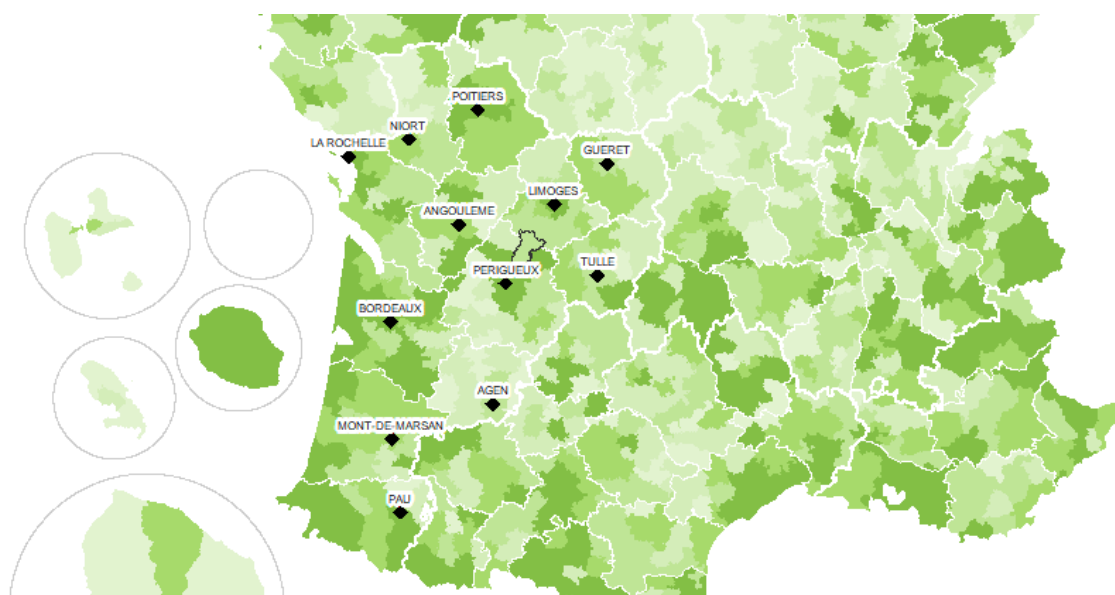 POITIERS
NIORT
LA ROCHELLE
GUERET
LIMOGES
ANGOULEME
PERIGUEUX
TULLE
BORDEAUX
AGEN
MONT-DE-MARSAN
PAU